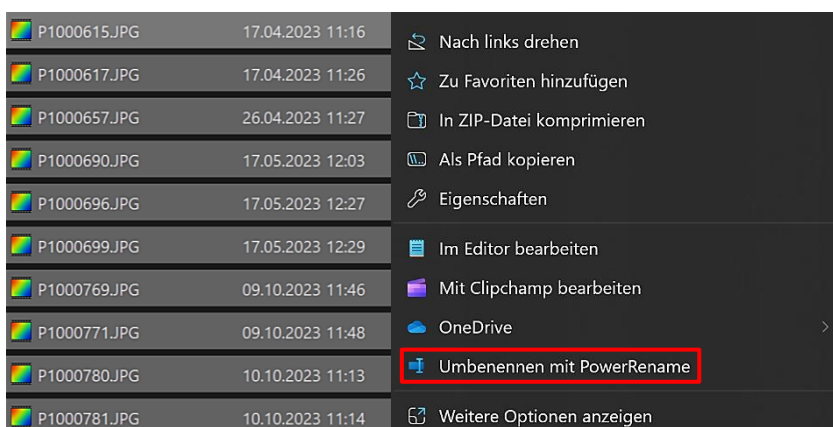 P1000615.JPG 17.04.2023 11:16
P1000617.JPG 17.04.2023 11:26
P1000657.JPG 26.04.2023 11:27
P1000690.JPG 17.05.2023 12:03
P1000696.JPG 17.05.2023 12:27
P1000699.JPG 17.05.2023 12:29
P1000769.JPG 09.10.2023 11:46
P1000771.JPG 09.10.2023 11:48
P1000780.JPG 10.10.2023 11:13
P1000781.JPG 10.10.2023 11:14
Nach links drehen
Zu Favoriten hinzufügen
In ZIP-Datei komprimieren
Als Pfad kopieren
Eigenschaften
Im Editor bearbeiten
Mit Clipchamp bearbeiten
OneDrive
Umbenennen mit PowerRename
Weitere Optionen anzeigen